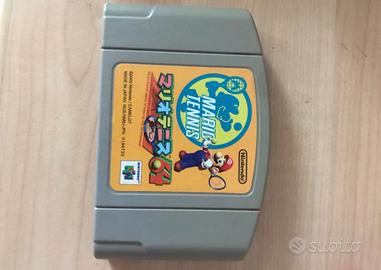 MARIO
TENNIS
マリオテニス64
Nintendo
©2000 Nintendo / CAMELOT
MADE IN JAPAN
subito